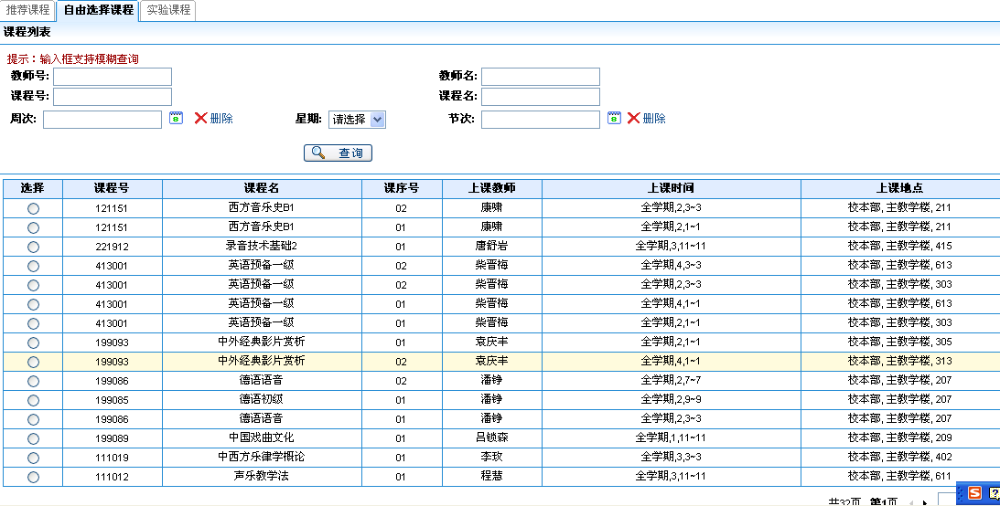 推荐课程 自由选择课程 实验课程
课程列表
提示：输入框支持模糊查询
教师号: 教师名:
课程号: 课程名:
周次: 删除 星期: 请选择 节次: 删除
查询
选择 课程号 课程名 课序号 上课教师 上课时间 上课地点
121151 西方音乐史B1 02 康啸 全学期,2,3~3 校本部, 主教学楼, 211
121151 西方音乐史B1 01 康啸 全学期,2,1~1 校本部, 主教学楼, 211
221912 录音技术基础2 01 唐舒岩 全学期,3,11~11 校本部, 主教学楼, 415
413001 英语预备一级 02 柴晋梅 全学期,4,3~3 校本部, 主教学楼, 613
413001 英语预备一级 02 柴晋梅 全学期,2,3~3 校本部, 主教学楼, 303
413001 英语预备一级 01 柴晋梅 全学期,4,1~1 校本部, 主教学楼, 613
413001 英语预备一级 01 柴晋梅 全学期,2,1~1 校本部, 主教学楼, 303
199093 中外经典影片赏析 01 袁庆丰 全学期,2,1~1 校本部, 主教学楼, 305
199093 中外经典影片赏析 02 袁庆丰 全学期,4,1~1 校本部, 主教学楼, 313
199086 德语语音 02 潘铮 全学期,2,7~7 校本部, 主教学楼, 207
199085 德语初级 01 潘铮 全学期,2,9~9 校本部, 主教学楼, 207
199086 德语语音 01 潘铮 全学期,2,3~3 校本部, 主教学楼, 207
199089 中国戏曲文化 01 吕锁森 全学期,1,11~11 校本部, 主教学楼, 209
111019 中西方乐律学概论 01 李玫 全学期,3,3~3 校本部, 主教学楼, 402
111012 声乐教学法 01 程慧 全学期,3,11~11 校本部, 主教学楼, 611
共32页 第1页